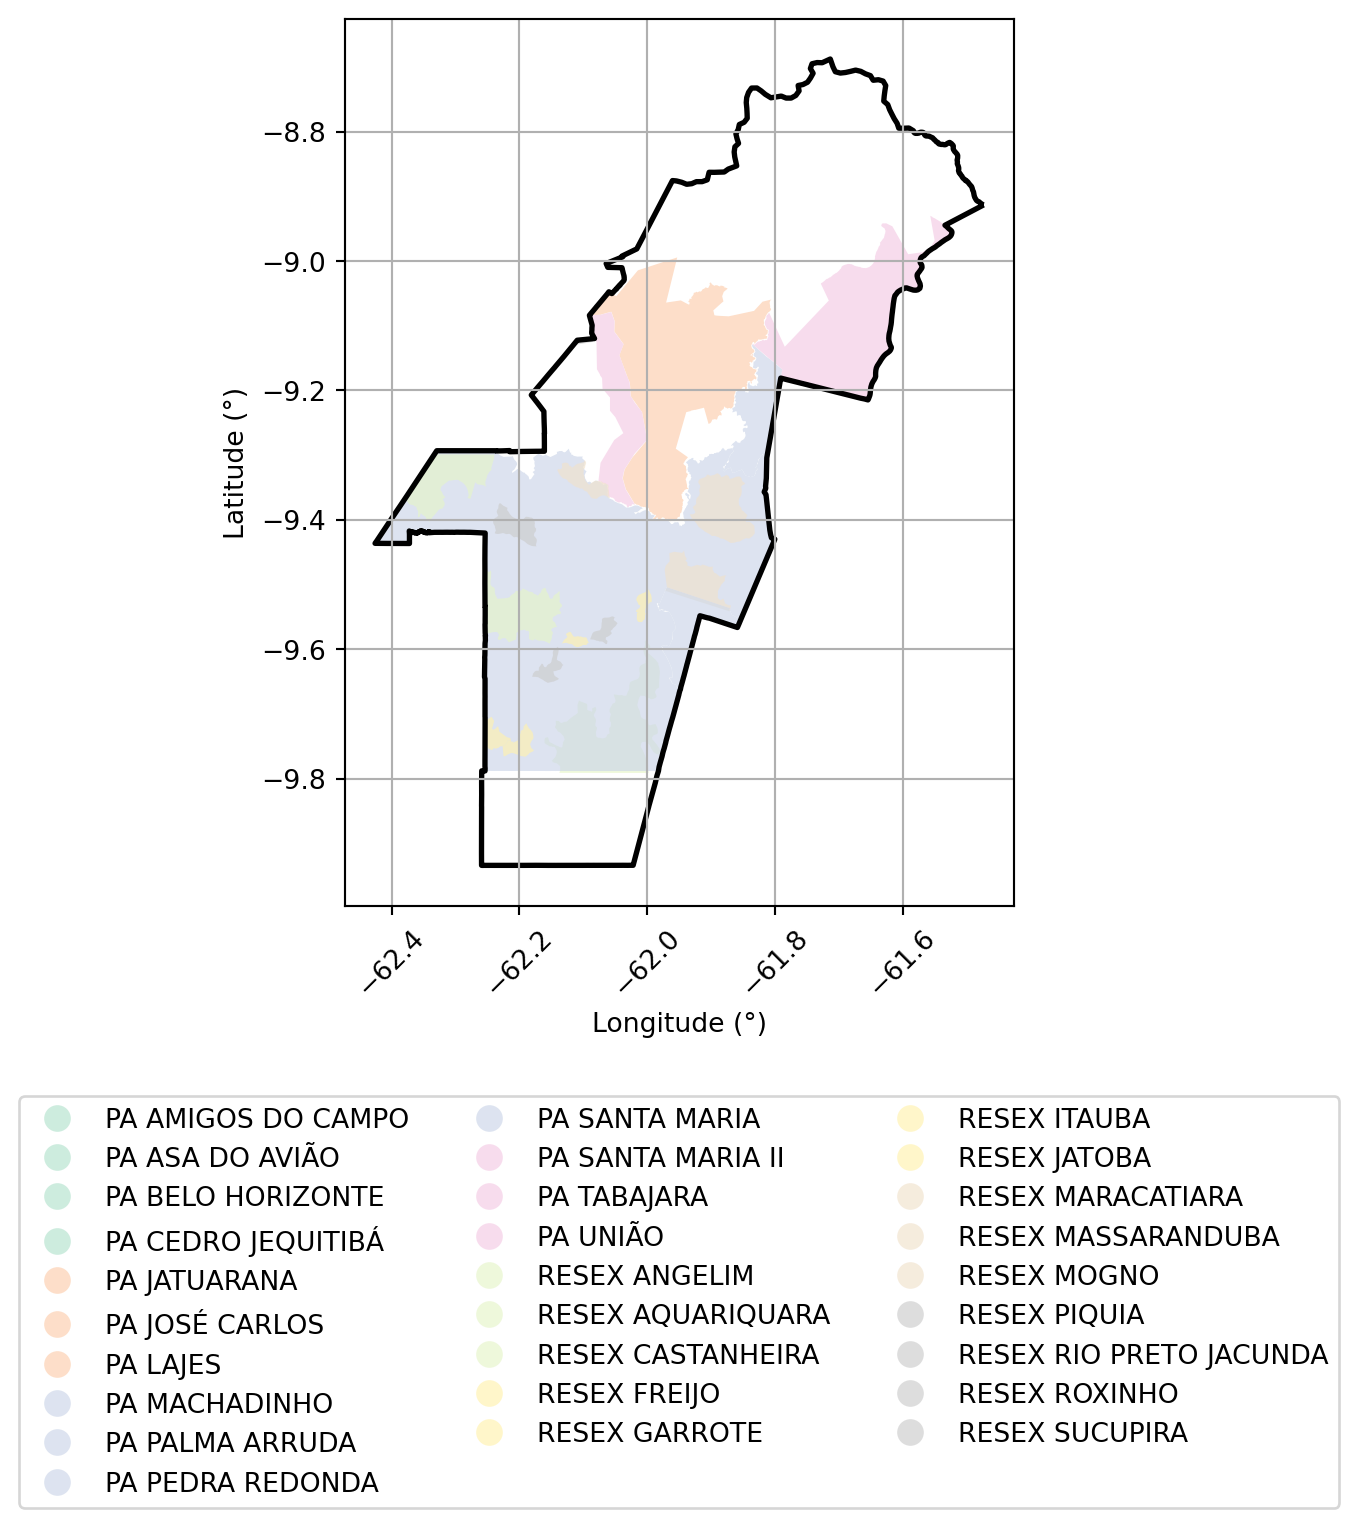 −8.8
−9.0
−9.2
−9.4
−9.6
−9.8
Latitude (°)
−62.4
−62.2
−62.0
−61.8
−61.6
Longitude (°)
PA AMIGOS DO CAMPO
PA ASA DO AVIÃO
PA BELO HORIZONTE
PA CEDRO JEQUITIBÁ
PA JATUARANA
PA JOSÉ CARLOS
PA LAJES
PA MACHADINHO
PA PALMA ARRUDA
PA PEDRA REDONDA
PA SANTA MARIA
PA SANTA MARIA II
PA TABAJARA
PA UNIÃO
RESEX ANGELIM
RESEX AQUARIQUARA
RESEX CASTANHEIRA
RESEX FREIJO
RESEX GARROTE
RESEX ITAUBA
RESEX JATOBA
RESEX MARACATIARA
RESEX MASSARANDUBA
RESEX MOGNO
RESEX PIQUIA
RESEX RIO PRETO JACUNDA
RESEX ROXINHO
RESEX SUCUPIRA